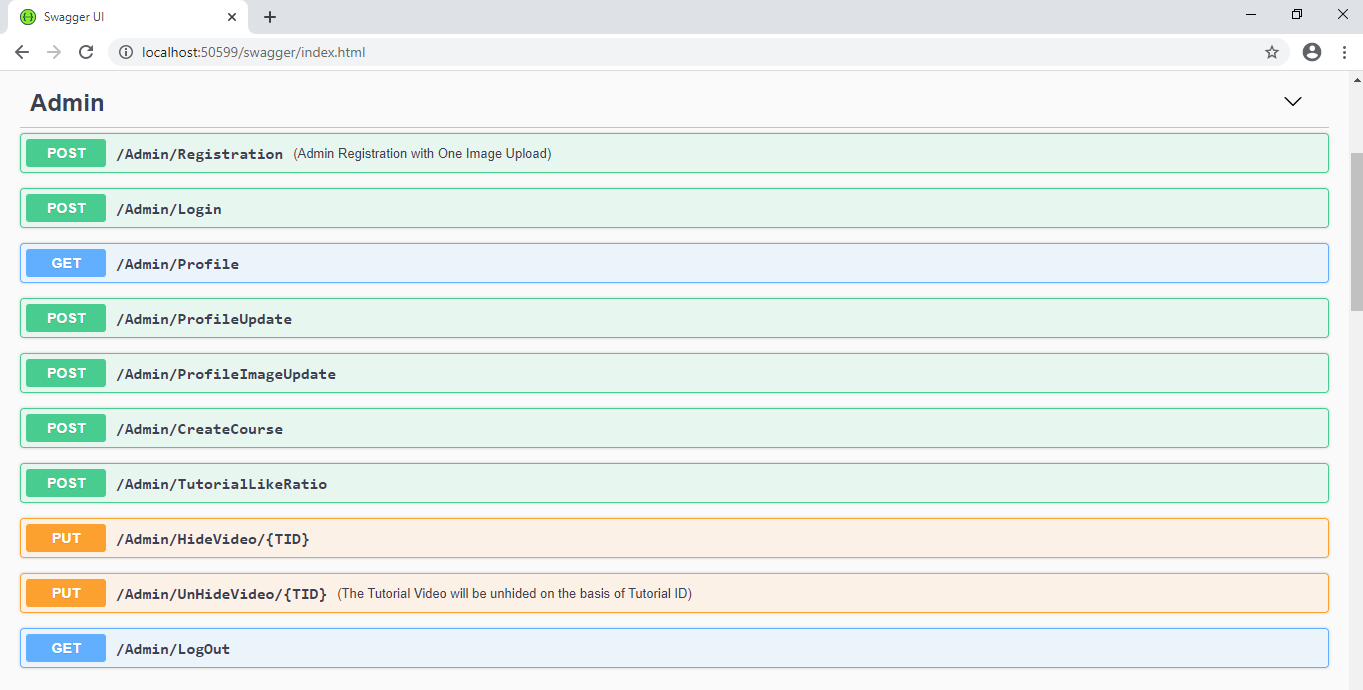 Swagger UI
localhost:50599/swagger/index.html
Admin
POST /Admin/Registration (Admin Registration with One Image Upload)
POST /Admin/Login
GET /Admin/Profile
POST /Admin/ProfileUpdate
POST /Admin/ProfileImageUpdate
POST /Admin/CreateCourse
POST /Admin/TutorialLikeRatio
PUT /Admin/HideVideo/{TID}
PUT /Admin/UnHideVideo/{TID} (The Tutorial Video will be unhided on the basis of Tutorial ID)
GET /Admin/LogOut